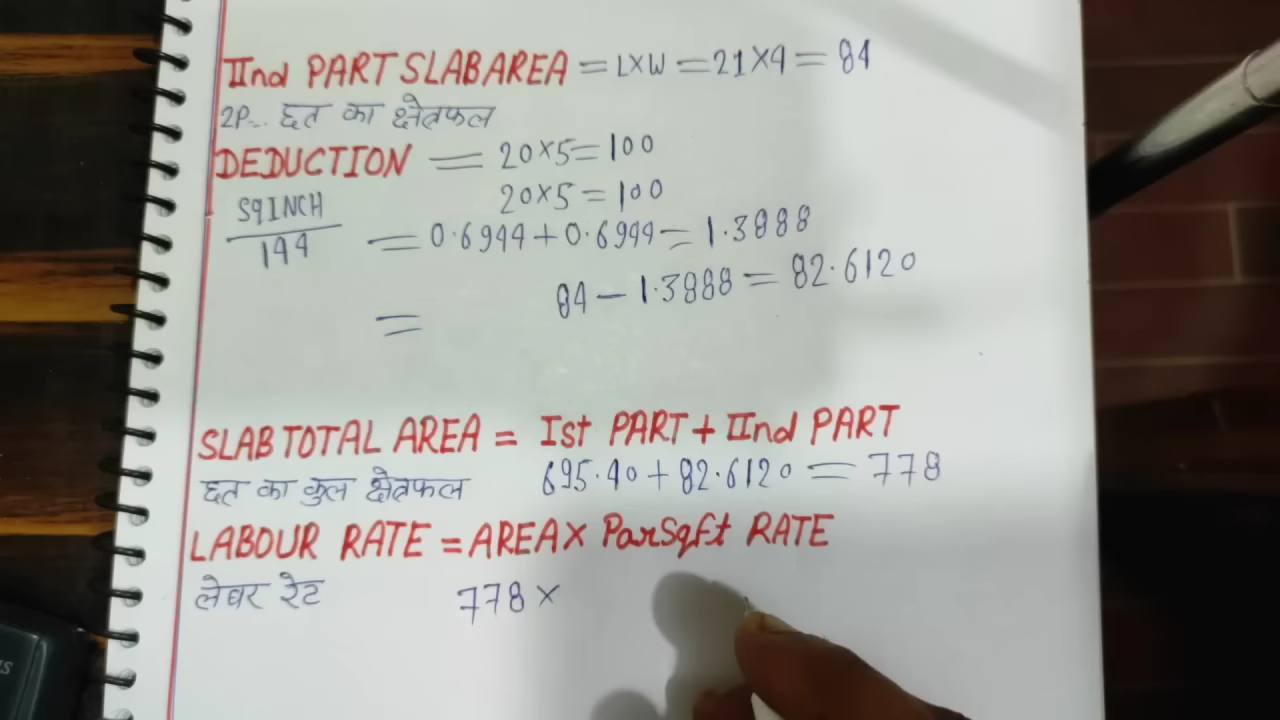 IInd PART SLAB AREA = L×W = 21×4 = 84
2P.. छत का क्षेत्रफल
DEDUCTION = 20×5=100
20×5=100
SqINCH
144
= 0.6944+0.6944=1.3888
= 84-1.3888=82.6120
SLAB TOTAL AREA = Ist PART + IInd PART
छत का कुल क्षेत्रफल 695.40+82.6120=778
LABOUR RATE = AREA× ParSqft RATE
लेबर रेट 778×